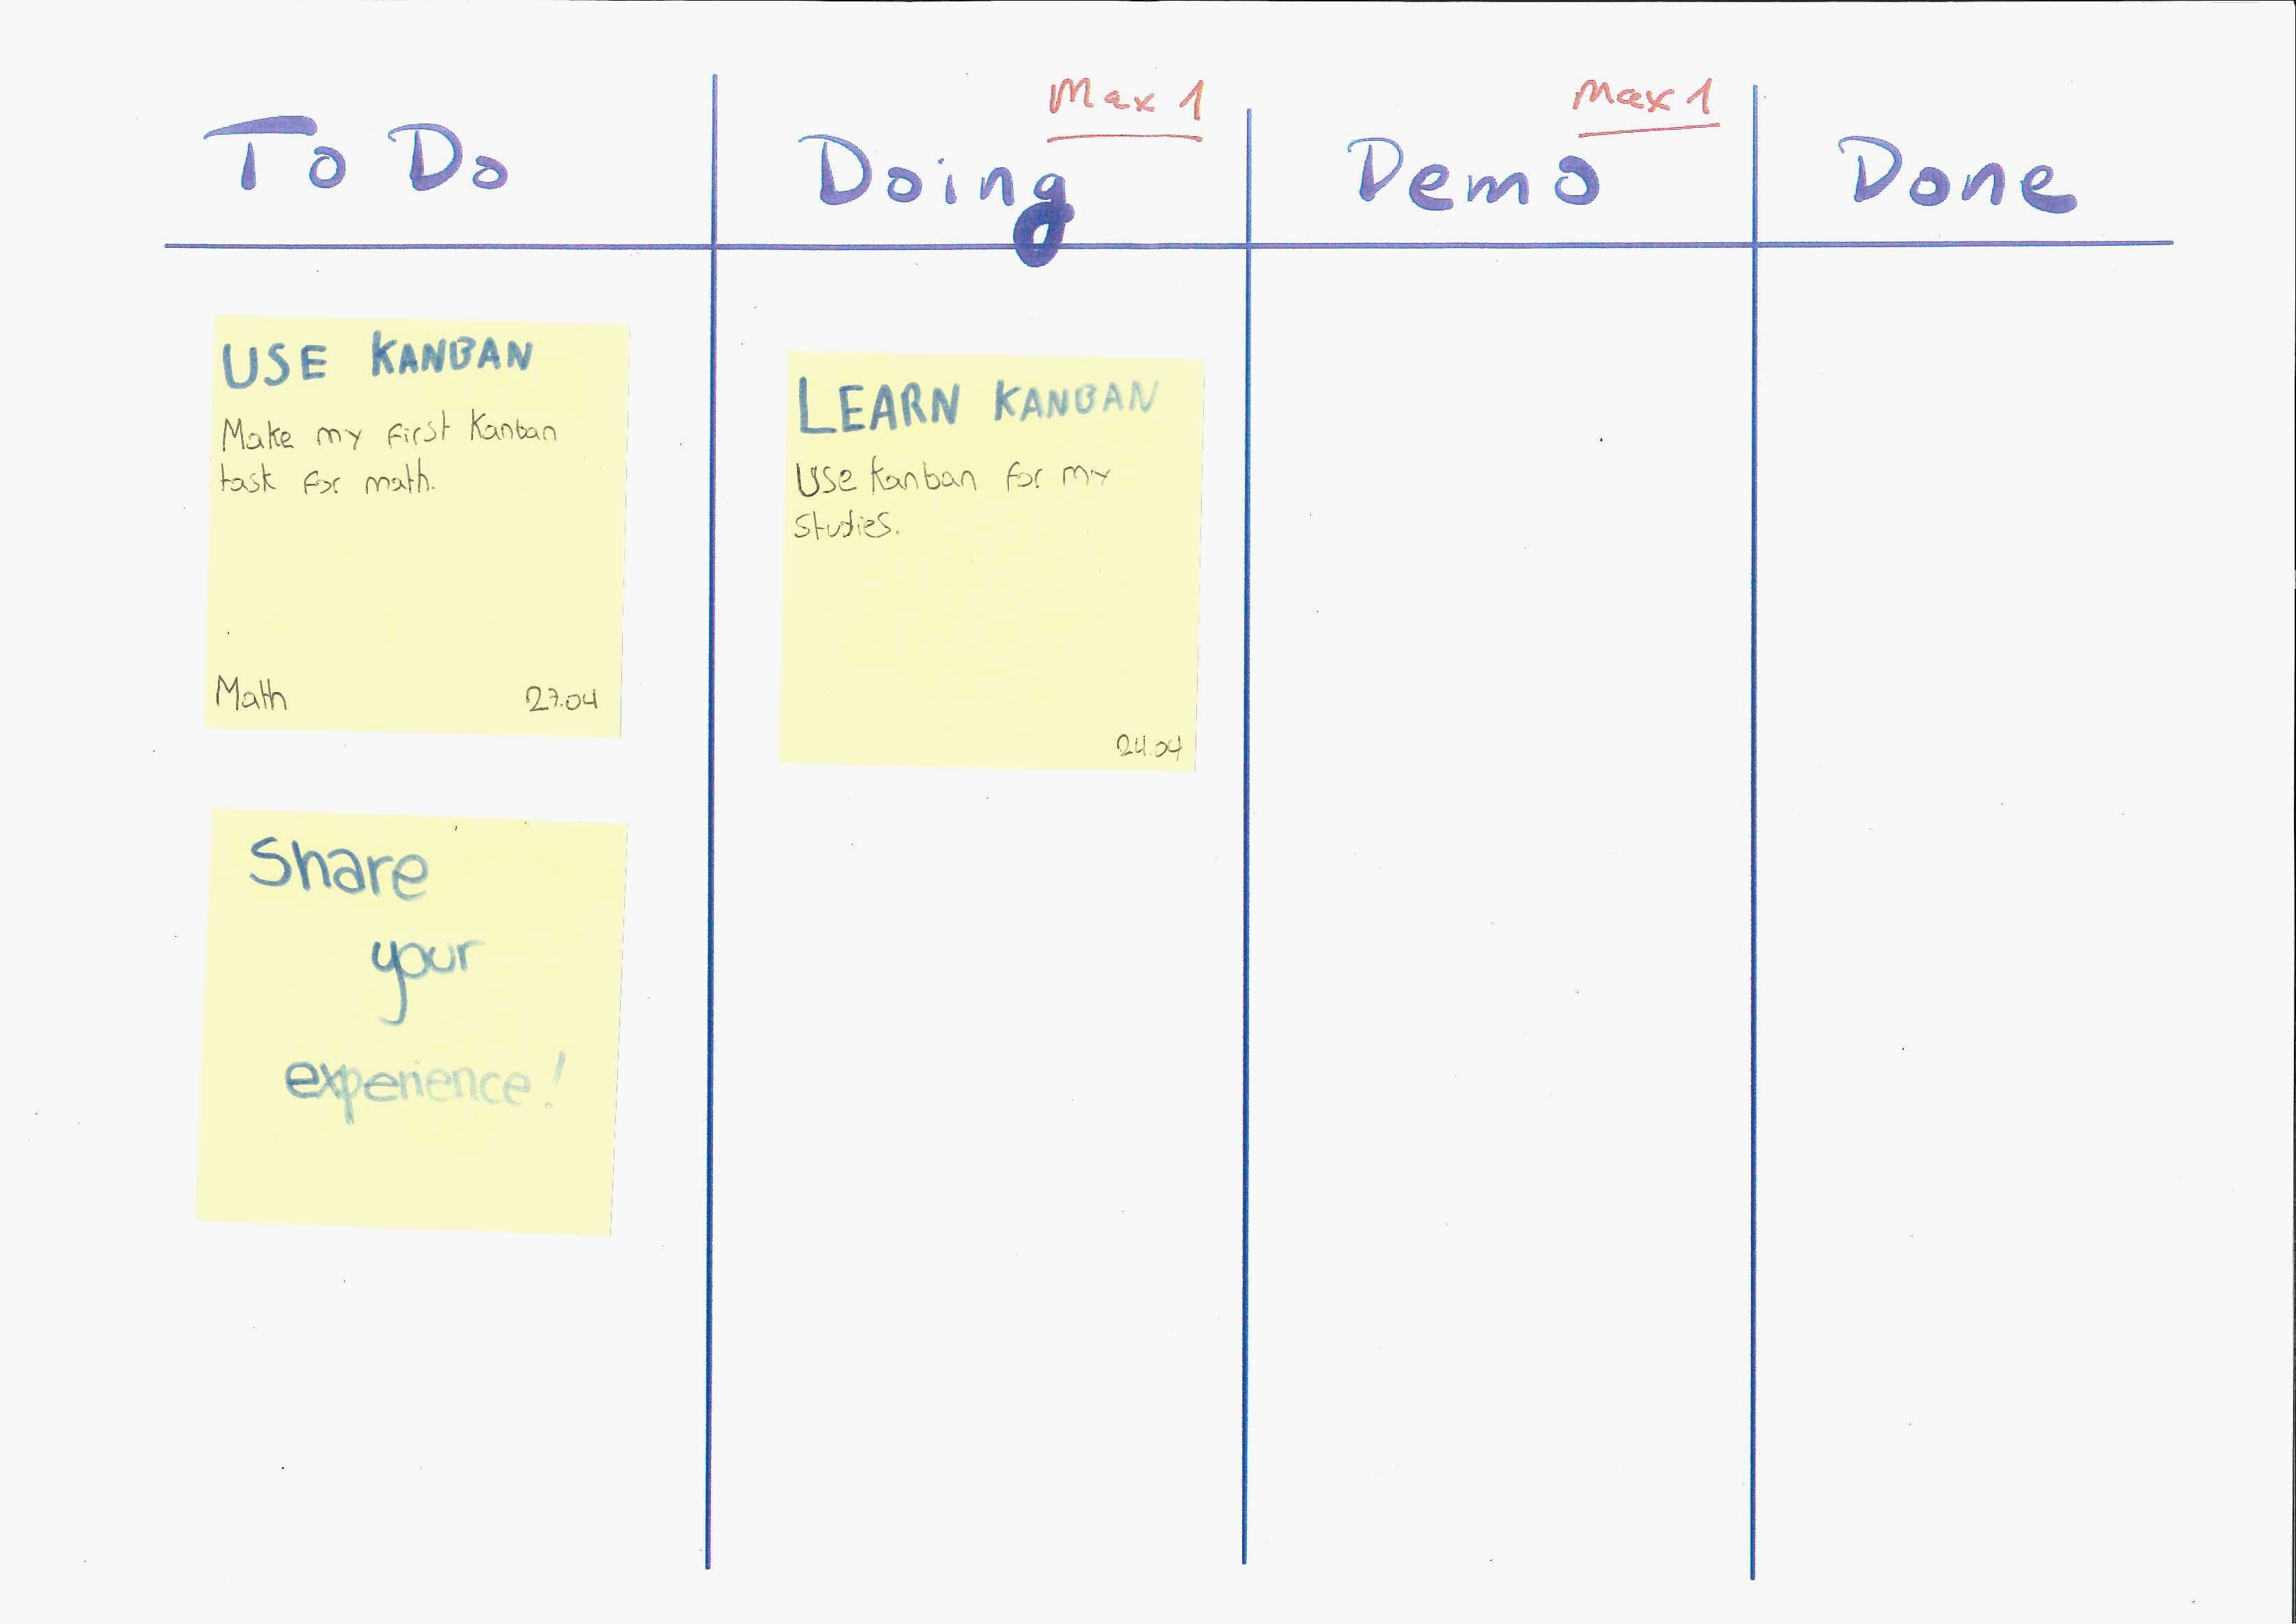 To Do
Max 1
Doing
Max 1
Demo
Done
USE KANBAN
Make my first Kanban
task for math.
Math 27.04
Share
your
experience!
LEARN KANBAN
Use Kanban for my
studies.
24.04